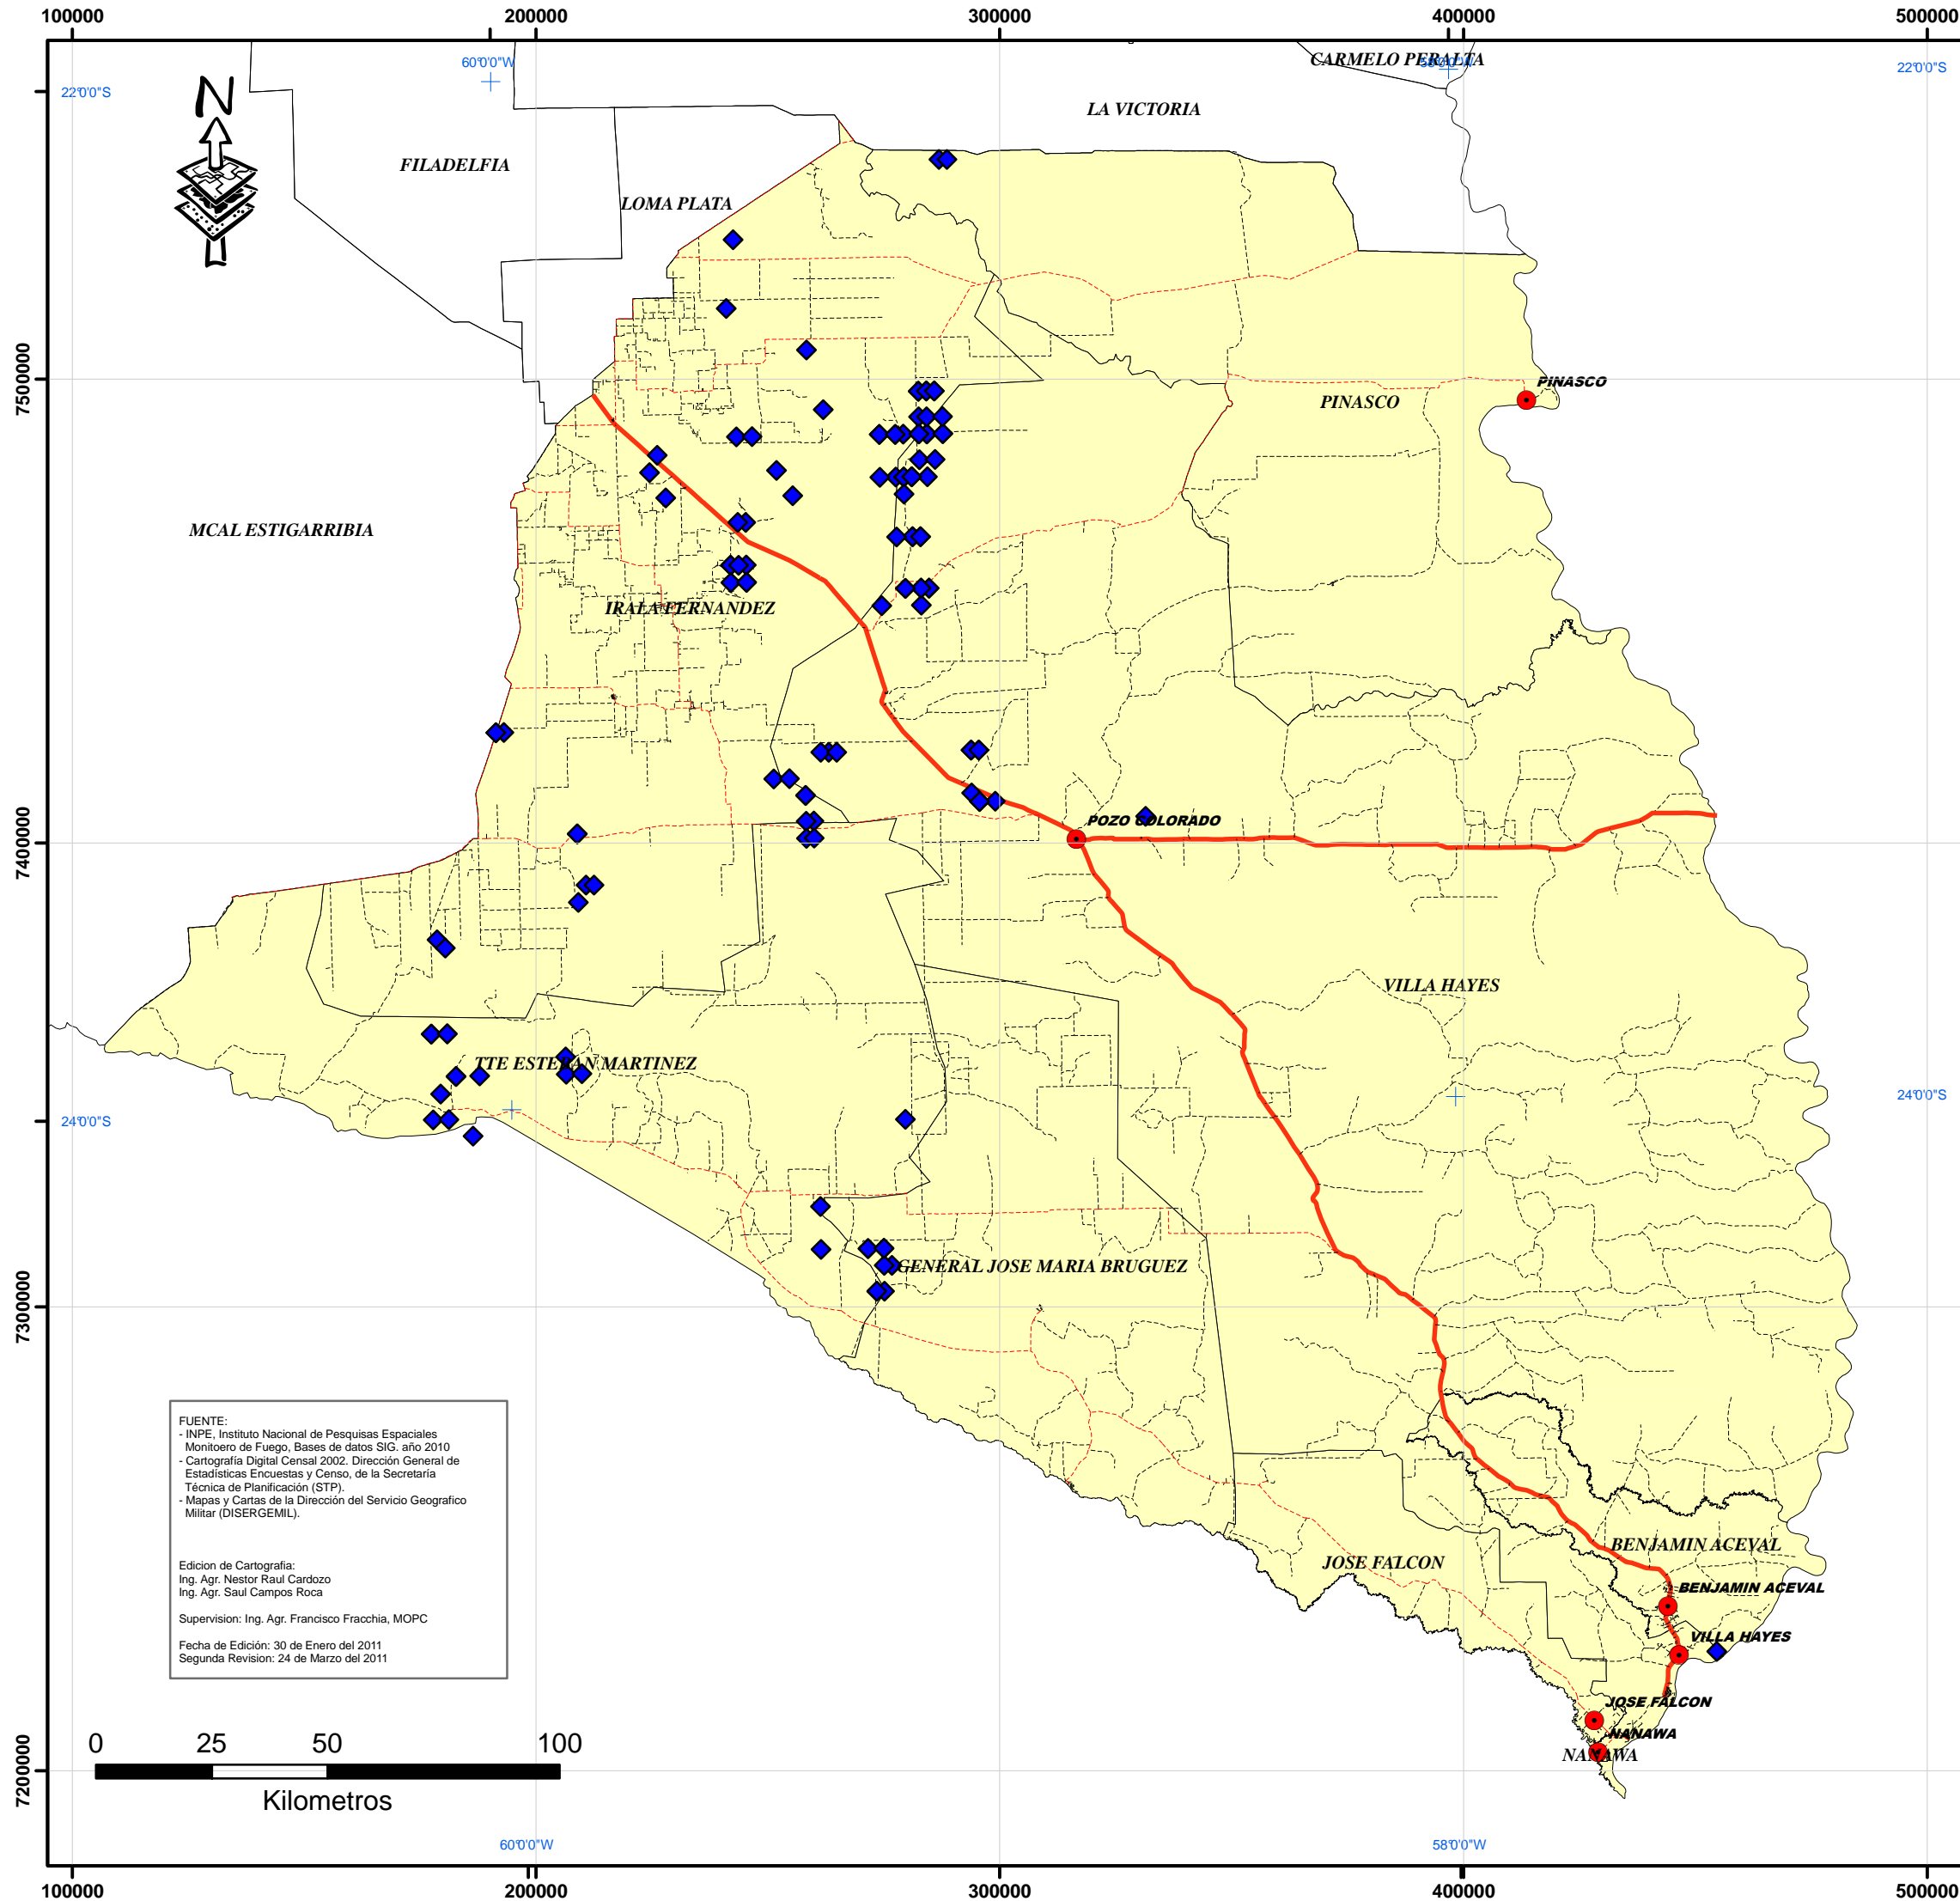 100000 200000 300000 400000 500000
CARMELO PERALTA
60°0'0"W 58°0'0"W
22°0'0"S 22°0'0"S
N
LA VICTORIA
FILADELFIA
LOMA PLATA
7500000 7500000
PINASCO
PINASCO
MCAL ESTIGARRIBIA
IRALA FERNANDEZ
POZO COLORADO
7400000
VILLA HAYES
TTE ESTEBAN MARTINEZ
24°0'0"S 24°0'0"S
GENERAL JOSE MARIA BRUGUEZ
7300000
FUENTE:
- INPE, Instituto Nacional de Pesquisas Espaciales
Monitoero de Fuego, Bases de datos SIG. año 2010
- Cartografía Digital Censal 2002. Dirección General de
Estadísticas Encuestas y Censo, de la Secretaría
Técnica de Planificación (STP).
- Mapas y Cartas de la Dirección del Servicio Geografico
Militar (DISERGEMIL).
Edicion de Cartografia:
Ing. Agr. Nestor Raul Cardozo
Ing. Agr. Saul Campos Roca
Supervision: Ing. Agr. Francisco Fracchia, MOPC
Fecha de Edición: 30 de Enero del 2011
Segunda Revision: 24 de Marzo del 2011
BENJAMIN ACEVAL
JOSE FALCON
BENJAMIN ACEVAL
VILLA HAYES
JOSE FALCON
NANAWA
NANAWA
0 25 50 100
Kilometros
7200000
60°0'0"W 58°0'0"W
100000 200000 300000 400000 500000